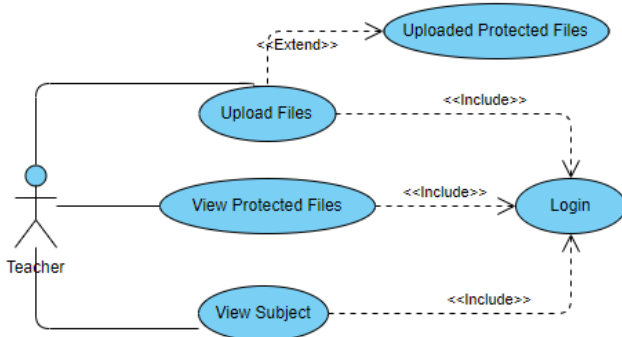 Uploaded Protected Files
<<Extend>>
Upload Files
<<Include>>
View Protected Files
<<Include>>
Login
Teacher
<<Include>>
View Subject